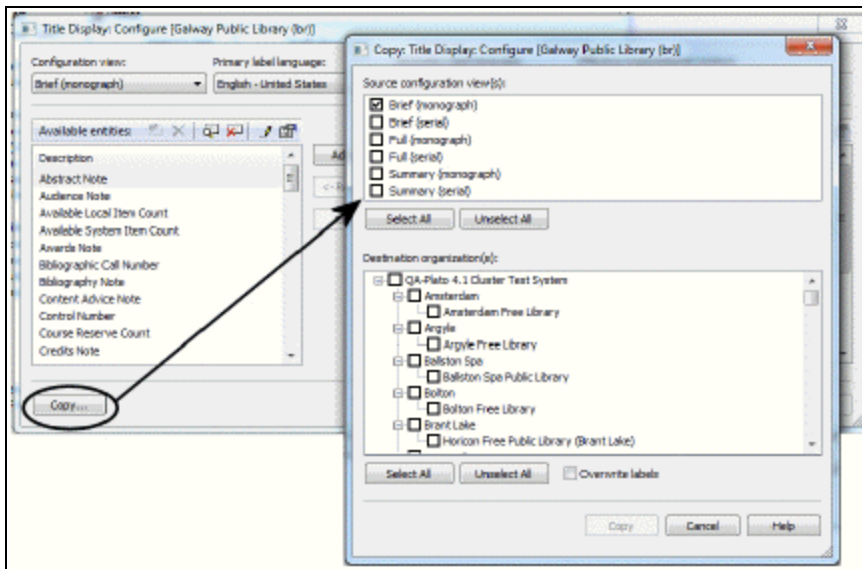 Title Display: Configure [Galway Public Library (br)]
Configuration view:
Primary label language:
Brief (monograph)
English - United States
Available entities:
Description
Abstract Note
Audience Note
Available Local Item Count
Available System Item Count
Awards Note
Bibliographic Call Number
Bibliography Note
Content Advice Note
Control Number
Course Reserve Count
Credits Note
Ad
Copy...
Copy: Title Display: Configure [Galway Public Library (br)]
Source configuration view(s):
Brief (monograph)
Brief (serial)
Full (monograph)
Full (serial)
Summary (monograph)
Summary (serial)
Select All
Unselect All
Destination organization(s):
QA-Plato 4.1 Cluster Test System
Amsterdam
Amsterdam Free Library
Argyle
Argyle Free Library
Ballston Spa
Ballston Spa Public Library
Bolton
Bolton Free Library
Brant Lake
Horicon Free Public Library (Brant Lake)
Select All
Unselect All
Overwrite labels
Copy
Cancel
Help